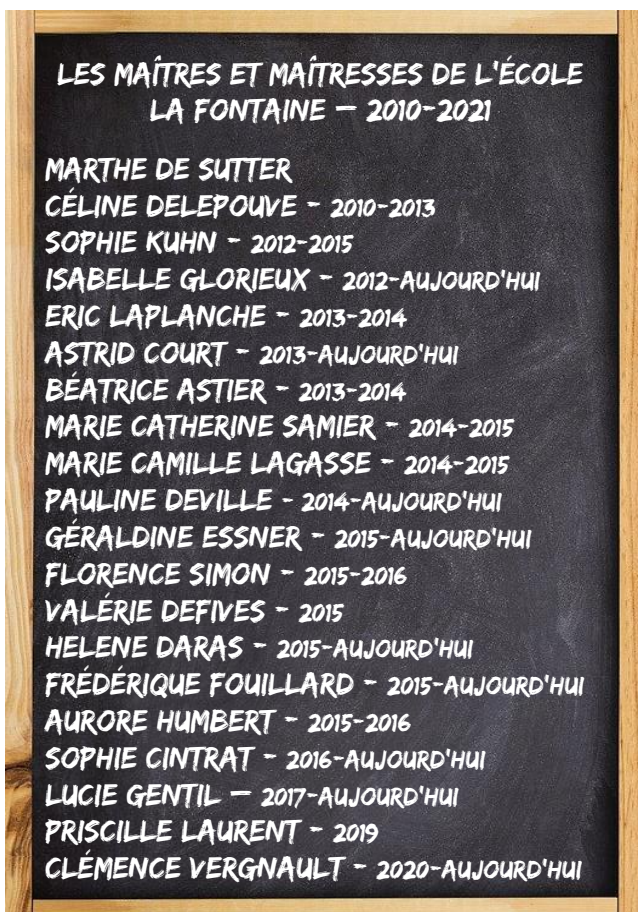 LES MAÎTRES ET MAÎTRESSES DE L'ÉCOLE
LA FONTAINE – 2010-2021
MARTHE DE SUTTER
CÉLINE DELEPOUVE - 2010-2013
SOPHIE KUHN - 2012-2015
ISABELLE GLORIEUX - 2012-AUJOURD'HUI
ERIC LAPLANCHE - 2013-2014
ASTRID COURT - 2013-AUJOURD'HUI
BÉATRICE ASTIER - 2013-2014
MARIE CATHERINE SAMIER - 2014-2015
MARIE CAMILLE LAGASSE - 2014-2015
PAULINE DEVILLE - 2014-AUJOURD'HUI
GÉRALDINE ESSNER - 2015-AUJOURD'HUI
FLORENCE SIMON - 2015-2016
VALÉRIE DEFIVES - 2015
HELENE DARAS - 2015-AUJOURD'HUI
FRÉDÉRIQUE FOUILLARD - 2015-AUJOURD'HUI
AURORE HUMBERT - 2015-2016
SOPHIE CINTRAT - 2016-AUJOURD'HUI
LUCIE GENTIL – 2017-AUJOURD'HUI
PRISCILLE LAURENT - 2019
CLÉMENCE VERGNAULT - 2020-AUJOURD'HUI